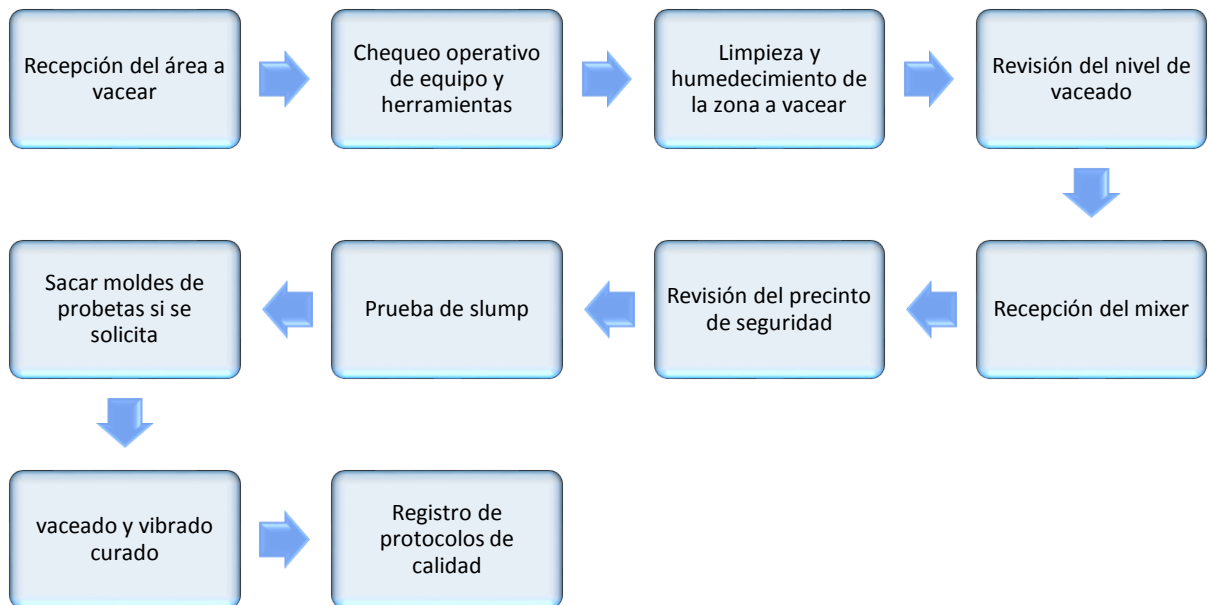 Recepción del área a
vacear
Chequeo operativo
de equipo y
herramientas
Limpieza y
humedecimiento de
la zona a vacear
Revisión del nivel de
vaceado
Recepción del mixer
Revisión del precinto
de seguridad
Prueba de slump
Sacar moldes de
probetas si se
solicita
vaceado y vibrado
curado
Registro de
protocolos de
calidad